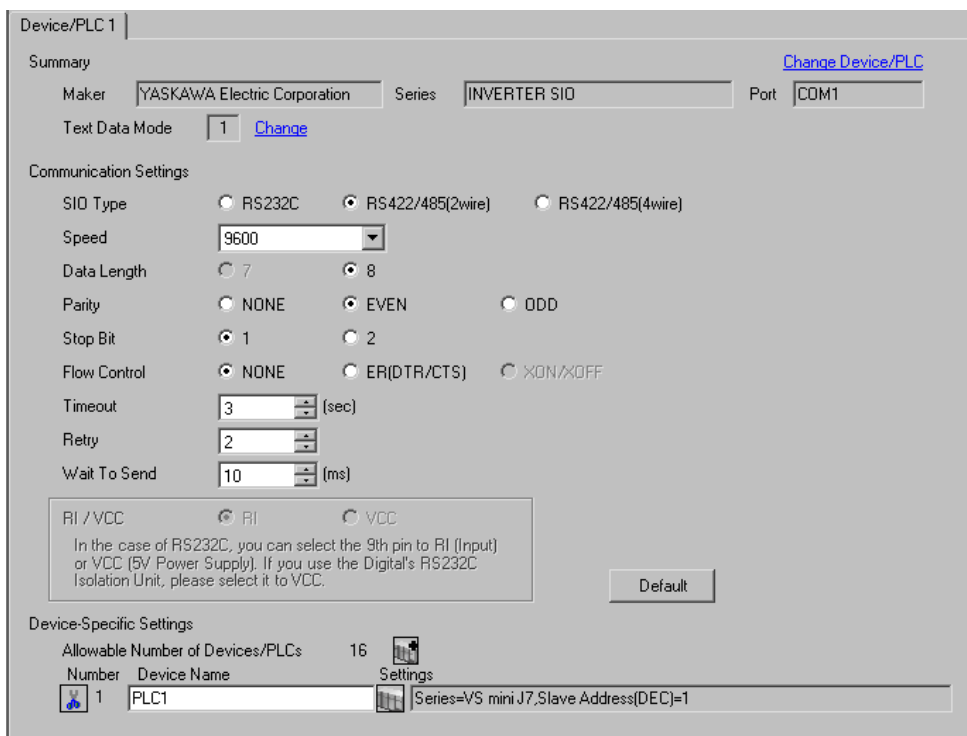 Device/PLC 1
Summary Change Device/PLC
Maker YASKAWA Electric Corporation Series INVERTER SIO Port COM1
Text Data Mode 1 Change
Communication Settings
SIO Type RS232C RS422/485(2wire) RS422/485(4wire)
Speed 9600
Data Length 7 8
Parity NONE EVEN ODD
Stop Bit 1 2
Flow Control NONE ER(DTR/CTS) XON/XOFF
Timeout 3 (sec)
Retry 2
Wait To Send 10 (ms)
RI / VCC RI VCC
In the case of RS232C, you can select the 9th pin to RI (Input)
or VCC (5V Power Supply). If you use the Digital's RS232C
Isolation Unit, please select it to VCC.
Default
Device-Specific Settings
Allowable Number of Devices/PLCs 16
Number Device Name Settings
1 PLC1 Series=VS mini J7,Slave Address(DEC)=1